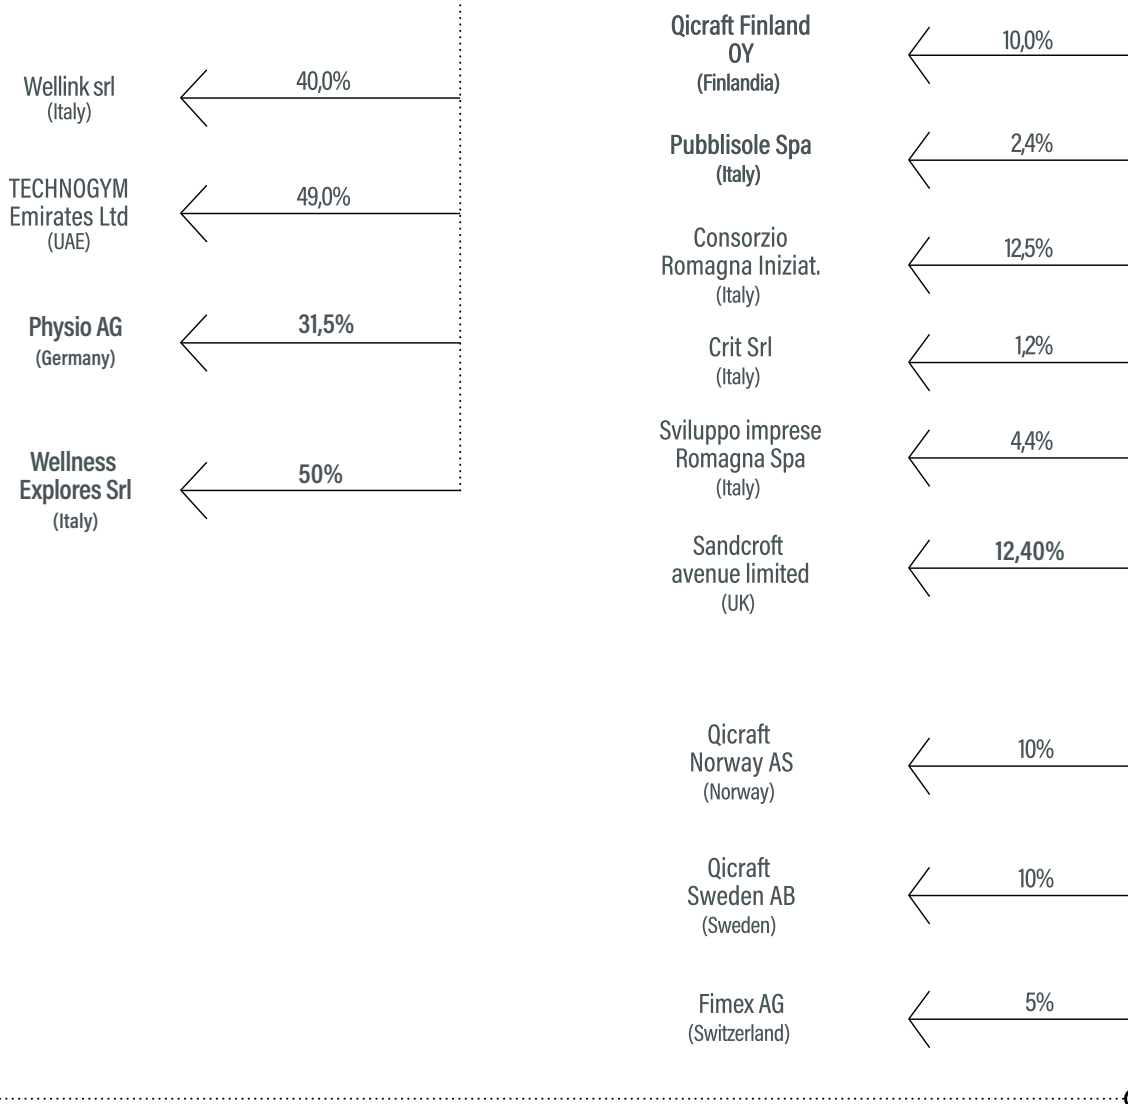 Wellink srl
(Italy)
40,0%
TECHNOGYM
Emirates Ltd
(UAE)
49,0%
Physio AG
(Germany)
31,5%
Wellness
Explores Srl
(Italy)
50%
Qicraft Finland
OY
(Finlandia)
10,0%
Pubblisole Spa
(Italy)
2,4%
Consorzio
Romagna Iniziat.
(Italy)
12,5%
Crit Srl
(Italy)
1,2%
Sviluppo imprese
Romagna Spa
(Italy)
4,4%
Sandcroft
avenue limited
(UK)
12,40%
Qicraft
Norway AS
(Norway)
10%
Qicraft
Sweden AB
(Sweden)
10%
Fimex AG
(Switzerland)
5%